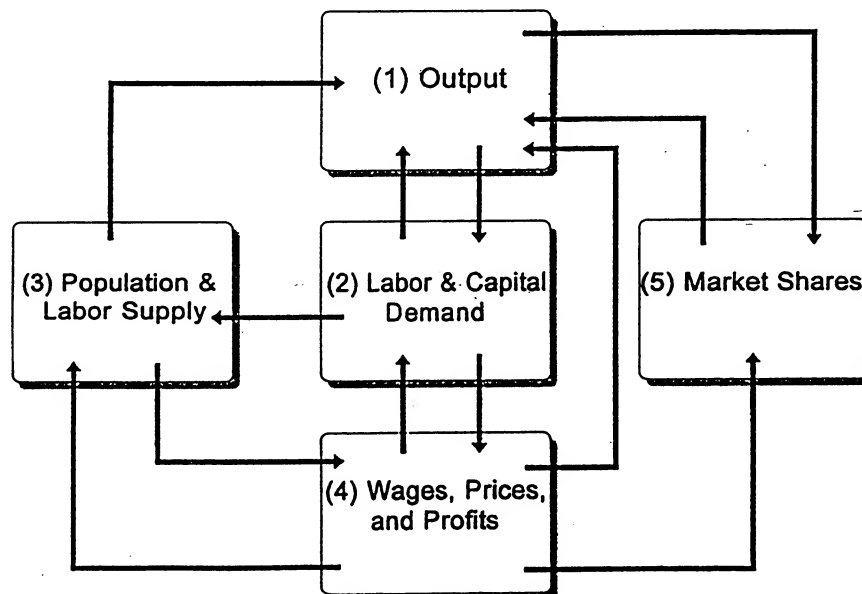 (1) Output
(3) Population &
Labor Supply
(2) Labor & Capital
Demand
(5) Market Shares
(4) Wages, Prices,
and Profits